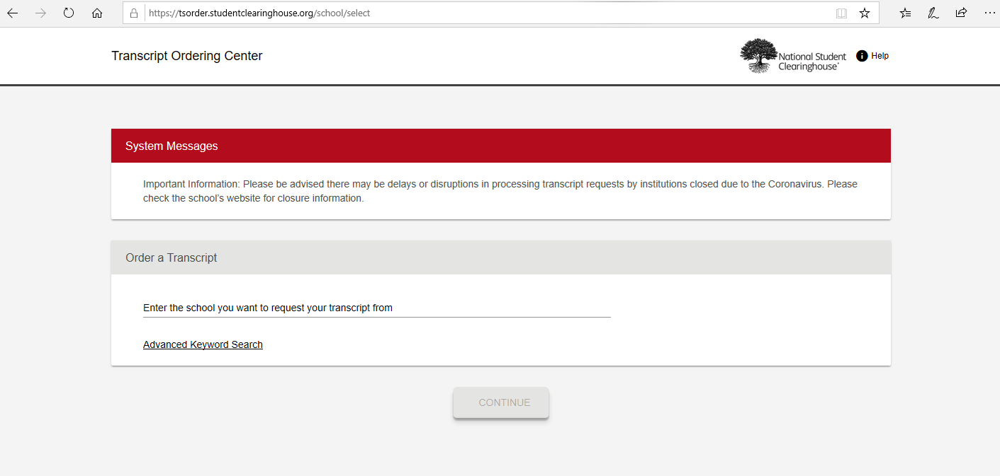 https://tsorder.studentclearinghouse.org/school/select
Transcript Ordering Center
National Student
Clearinghouse®
i Help
System Messages
Important Information: Please be advised there may be delays or disruptions in processing transcript requests by institutions closed due to the Coronavirus. Please
check the school’s website for closure information.
Order a Transcript
Enter the school you want to request your transcript from
Advanced Keyword Search
CONTINUE